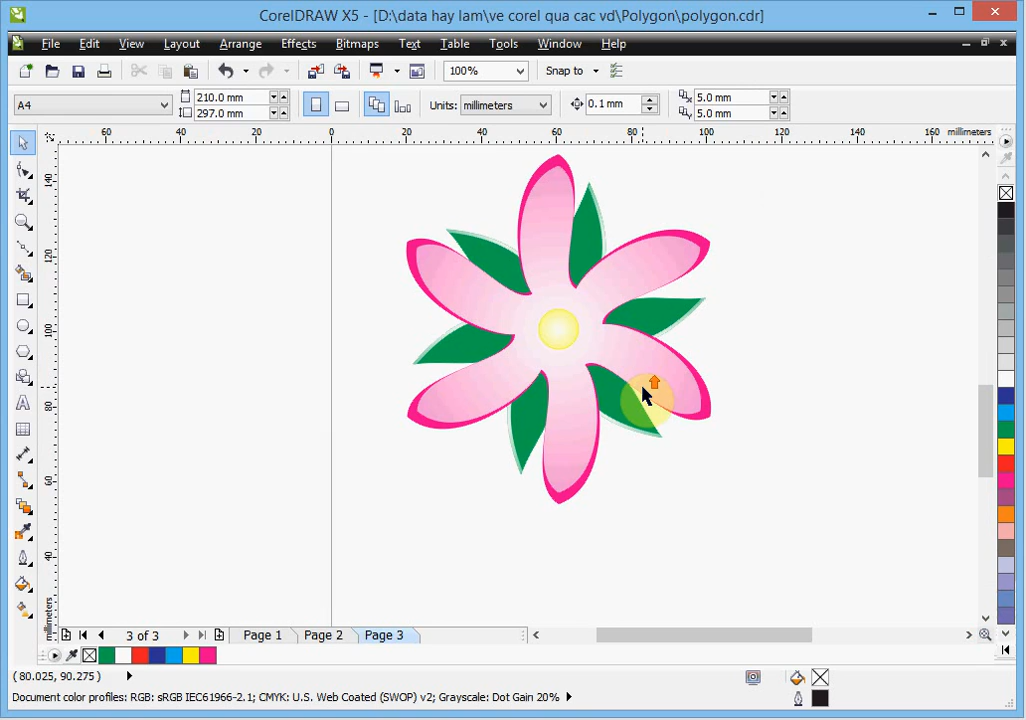 CorelDRAW X5 - [D:\data hay lam\ve corel qua cac vd\Polygon\polygon.cdr]
File Edit View Layout Arrange Effects Bitmaps Text Table Tools Window Help
100% Snap to
A4 210.0 mm 297.0 mm Units: millimeters 0.1 mm 5.0 mm 5.0 mm
60 40 20 0 20 40 60 80 100 120 140 160 millimeters
140
120
100
80
60
40
millimeters
3 of 3 Page 1 Page 2 Page 3
( 80.025, 90.275 )
Document color profiles: RGB: sRGB IEC61966-2.1; CMYK: U.S. Web Coated (SWOP) v2; Grayscale: Dot Gain 20%